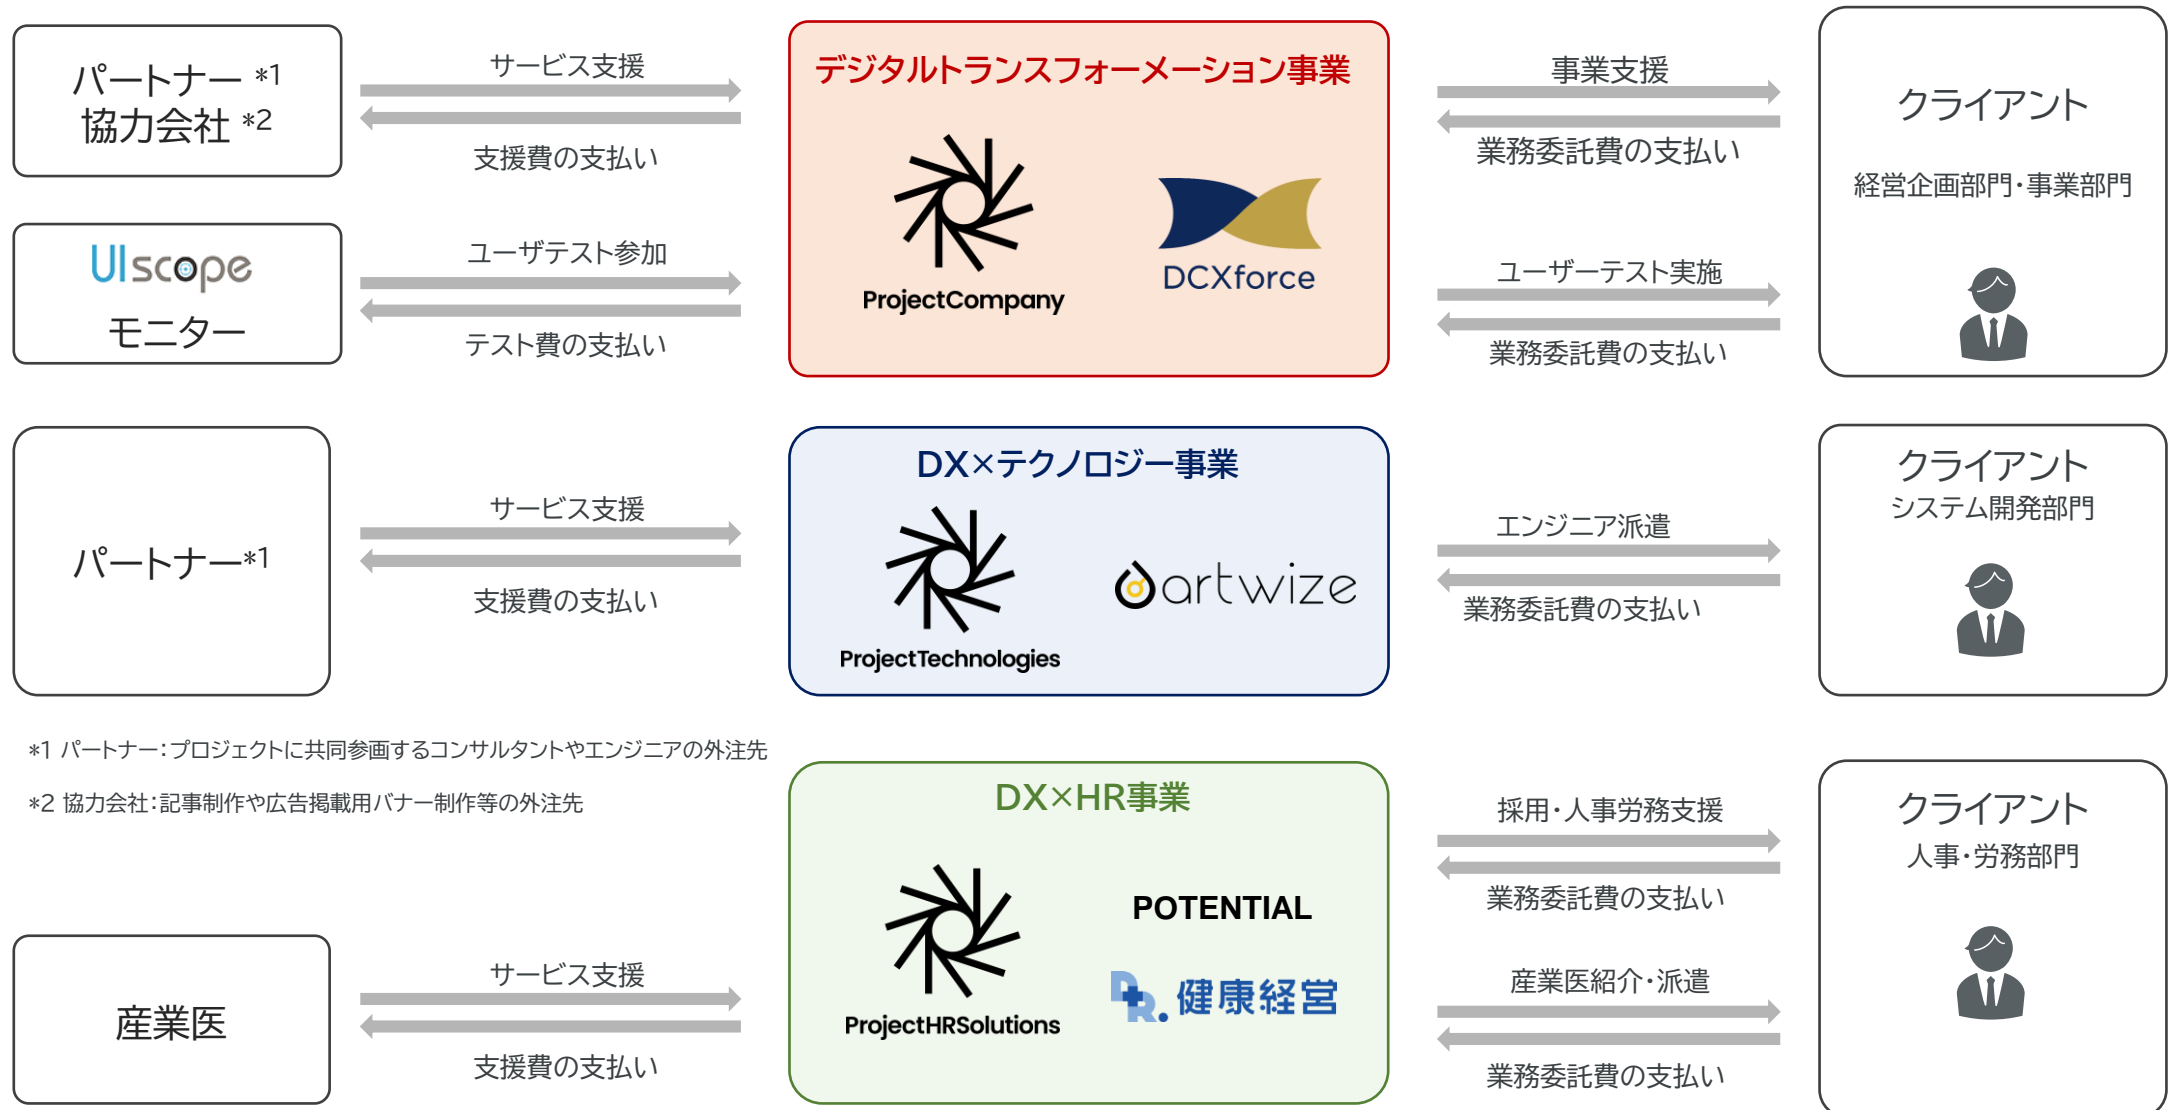 パートナー *1
協力会社 *2
サービス支援
支援費の支払い
デジタルトランスフォーメーション事業
ProjectCompany
DCXforce
事業支援
業務委託費の支払い
クライアント
経営企画部門・事業部門
UIscope
モニター
ユーザテスト参加
テスト費の支払い
ユーザーテスト実施
業務委託費の支払い
パートナー*1
サービス支援
支援費の支払い
DX×テクノロジー事業
ProjectTechnologies
artwize
エンジニア派遣
業務委託費の支払い
クライアント
システム開発部門
*1 パートナー：プロジェクトに共同参画するコンサルタントやエンジニアの外注先
*2 協力会社：記事制作や広告掲載用バナー制作等の外注先
産業医
サービス支援
支援費の支払い
DX×HR事業
ProjectHRSolutions
POTENTIAL
DR.健康経営
採用・人事労務支援
業務委託費の支払い
産業医紹介・派遣
業務委託費の支払い
クライアント
人事・労務部門